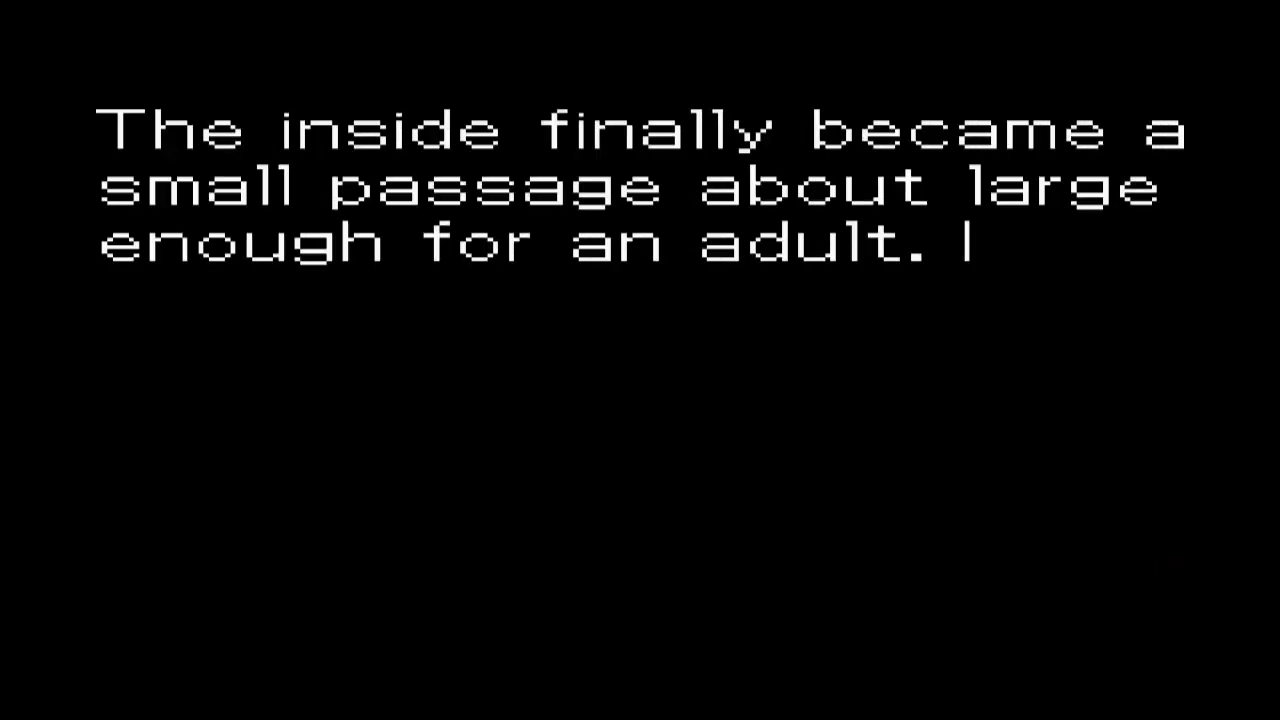 The inside finally became a
small passage about large
enough for an adult. |